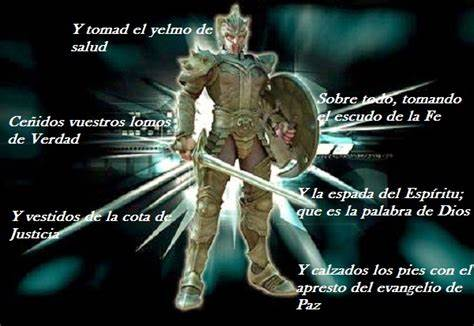 Y tomad el yelmo de
salud
Sobre todo, tomando
el escudo de la Fe
Ceñidos vuestros lomos
de Verdad
Y la espada del Espíritu;
que es la palabra de Dios
Y vestidos de la cota de
Justicia
Y calzados los pies con el
apresto del evangelio de
Paz